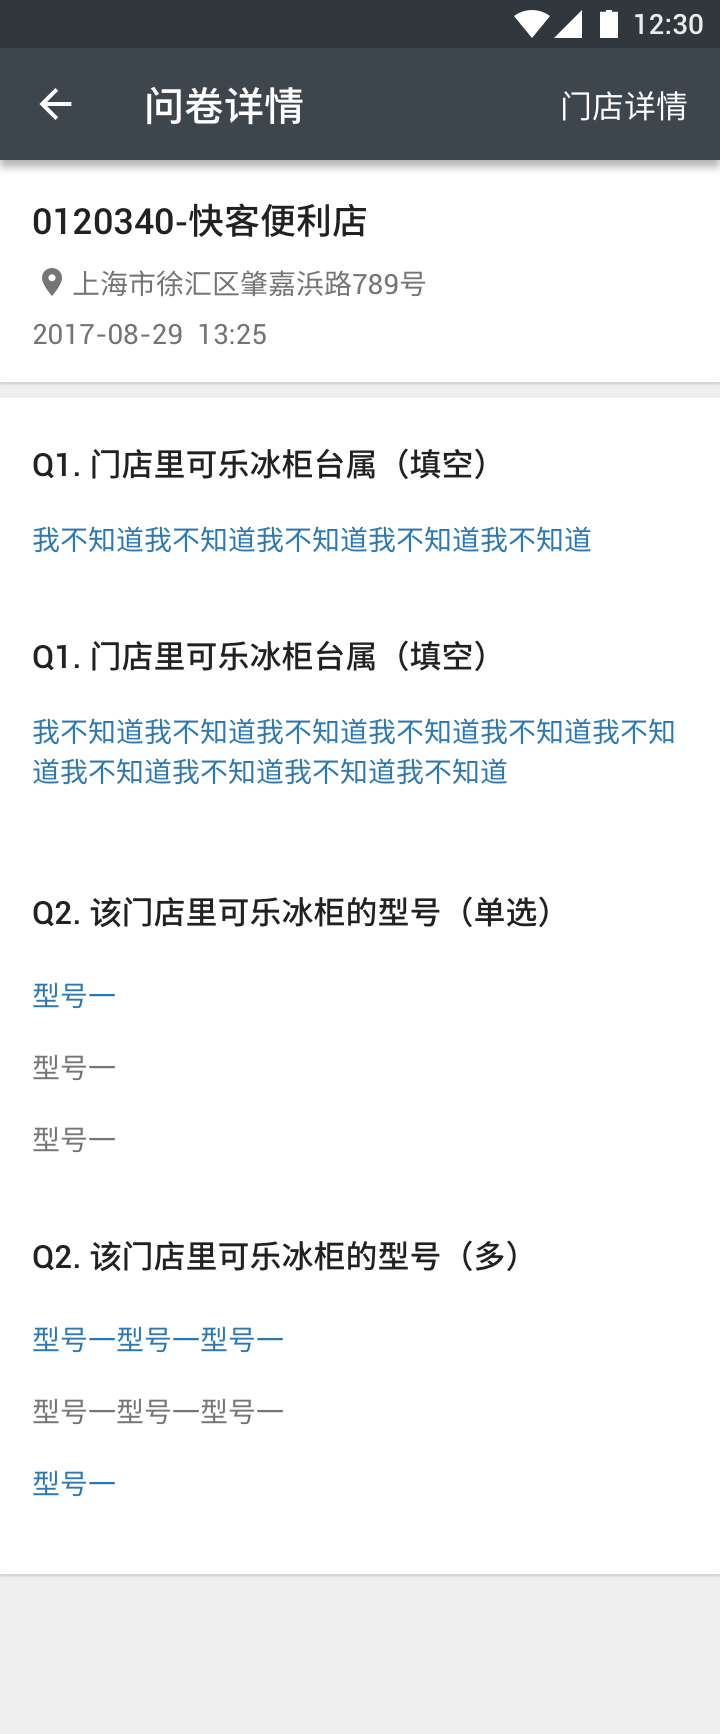 12:30
问卷详情 门店详情
0120340-快客便利店
上海市徐汇区肇嘉浜路789号
2017-08-29 13:25
Q1. 门店里可乐冰柜台属（填空）
我不知道我不知道我不知道我不知道我不知道
Q1. 门店里可乐冰柜台属（填空）
我不知道我不知道我不知道我不知道我不知道我不知
道我不知道我不知道我不知道我不知道
Q2. 该门店里可乐冰柜的型号（单选）
型号一
型号一
型号一
Q2. 该门店里可乐冰柜的型号（多）
型号一型号一型号一
型号一型号一型号一
型号一